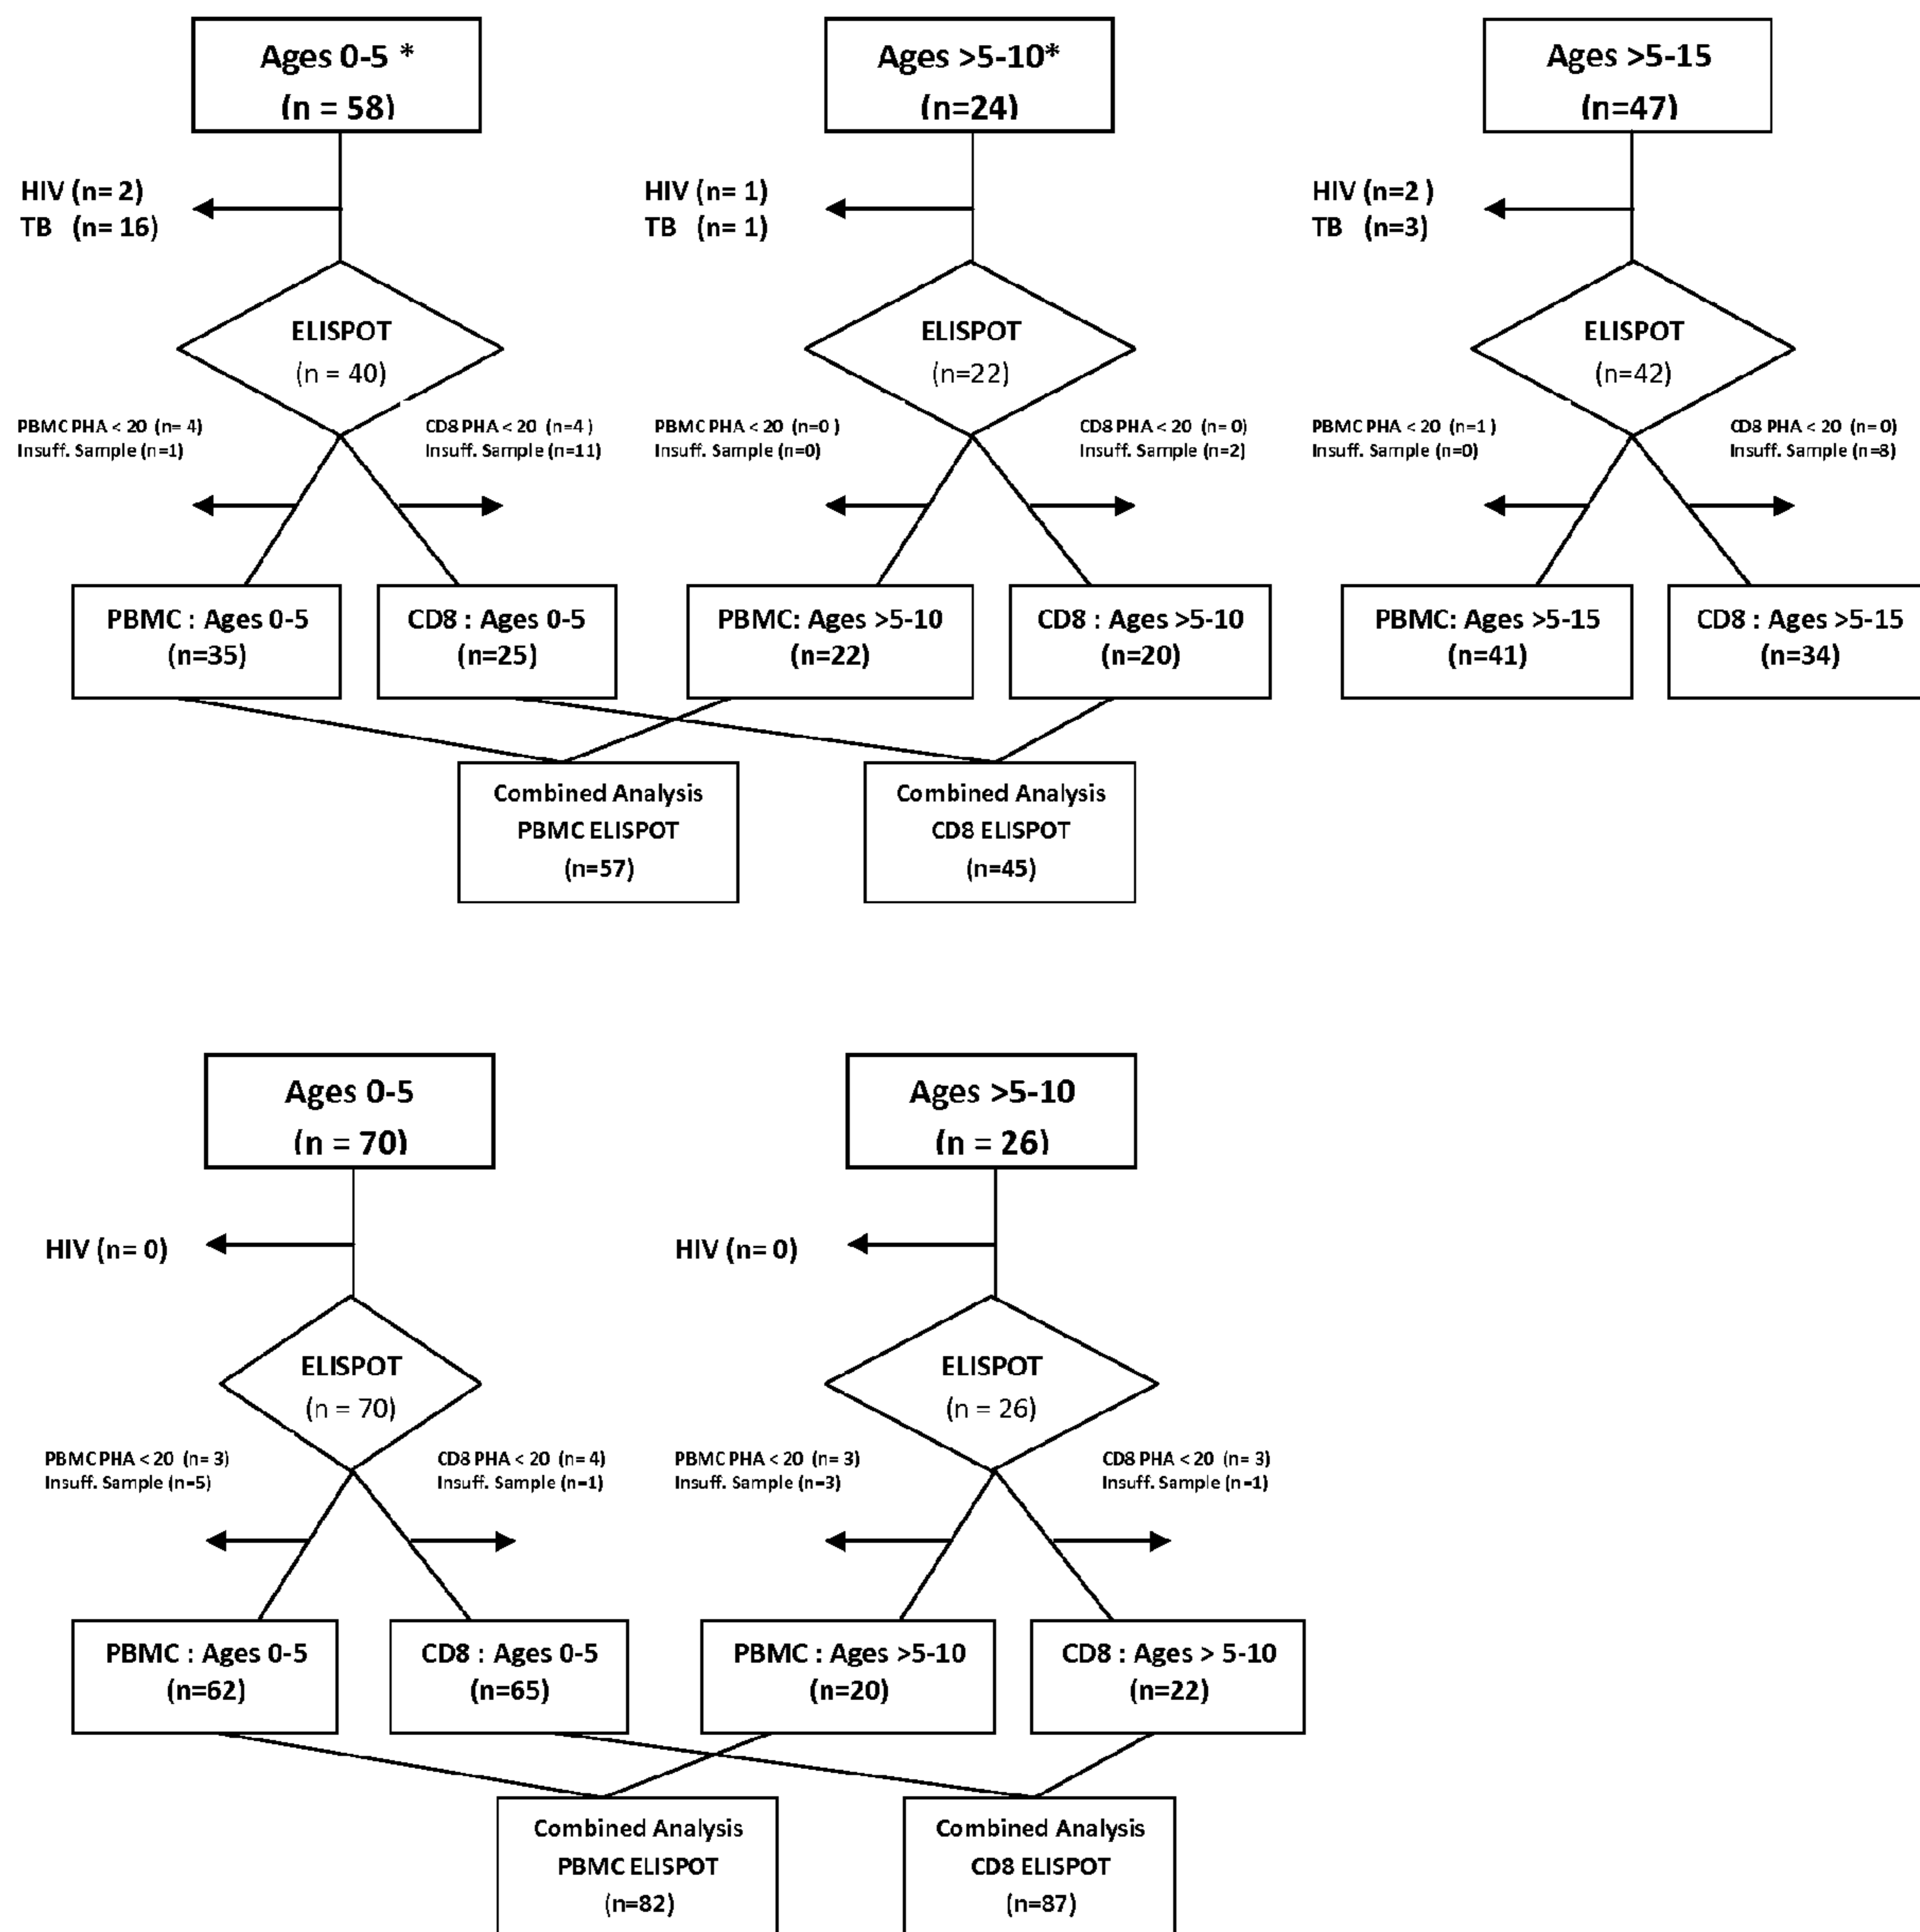 Ages 0-5 *
(n = 58)
HIV (n= 2)
TB (n= 16)
ELISPOT
(n = 40)
PBMC PHA < 20 (n= 4)
Insuff. Sample (n=1)
CD8 PHA < 20 (n=4 )
Insuff. Sample (n=11)
PBMC : Ages 0-5
(n=35)
CD8 : Ages 0-5
(n=25)
Ages >5-10*
(n=24)
HIV (n= 1)
TB (n= 1)
ELISPOT
(n=22)
PBMC PHA < 20 (n=0 )
Insuff. Sample (n=0)
CD8 PHA < 20 (n= 0)
Insuff. Sample (n=2)
PBMC: Ages >5-10
(n=22)
CD8 : Ages >5-10
(n=20)
Combined Analysis
PBMC ELISPOT
(n=57)
Combined Analysis
CD8 ELISPOT
(n=45)
Ages >5-15
(n=47)
HIV (n=2 )
TB (n=3)
ELISPOT
(n=42)
PBMC PHA < 20 (n=1 )
Insuff. Sample (n=0)
CD8 PHA < 20 (n= 0)
Insuff. Sample (n=8)
PBMC: Ages >5-15
(n=41)
CD8 : Ages >5-15
(n=34)
Ages 0-5
(n = 70)
HIV (n= 0)
ELISPOT
(n = 70)
PBMC PHA < 20 (n= 3)
Insuff. Sample (n=5)
CD8 PHA < 20 (n= 4)
Insuff. Sample (n=1)
PBMC : Ages 0-5
(n=62)
CD8 : Ages 0-5
(n=65)
Ages >5-10
(n = 26)
HIV (n= 0)
ELISPOT
(n = 26)
PBMC PHA < 20 (n= 3)
Insuff. Sample (n=3)
CD8 PHA < 20 (n= 3)
Insuff. Sample (n=1)
PBMC : Ages >5-10
(n=20)
CD8 : Ages > 5-10
(n=22)
Combined Analysis
PBMC ELISPOT
(n=82)
Combined Analysis
CD8 ELISPOT
(n=87)